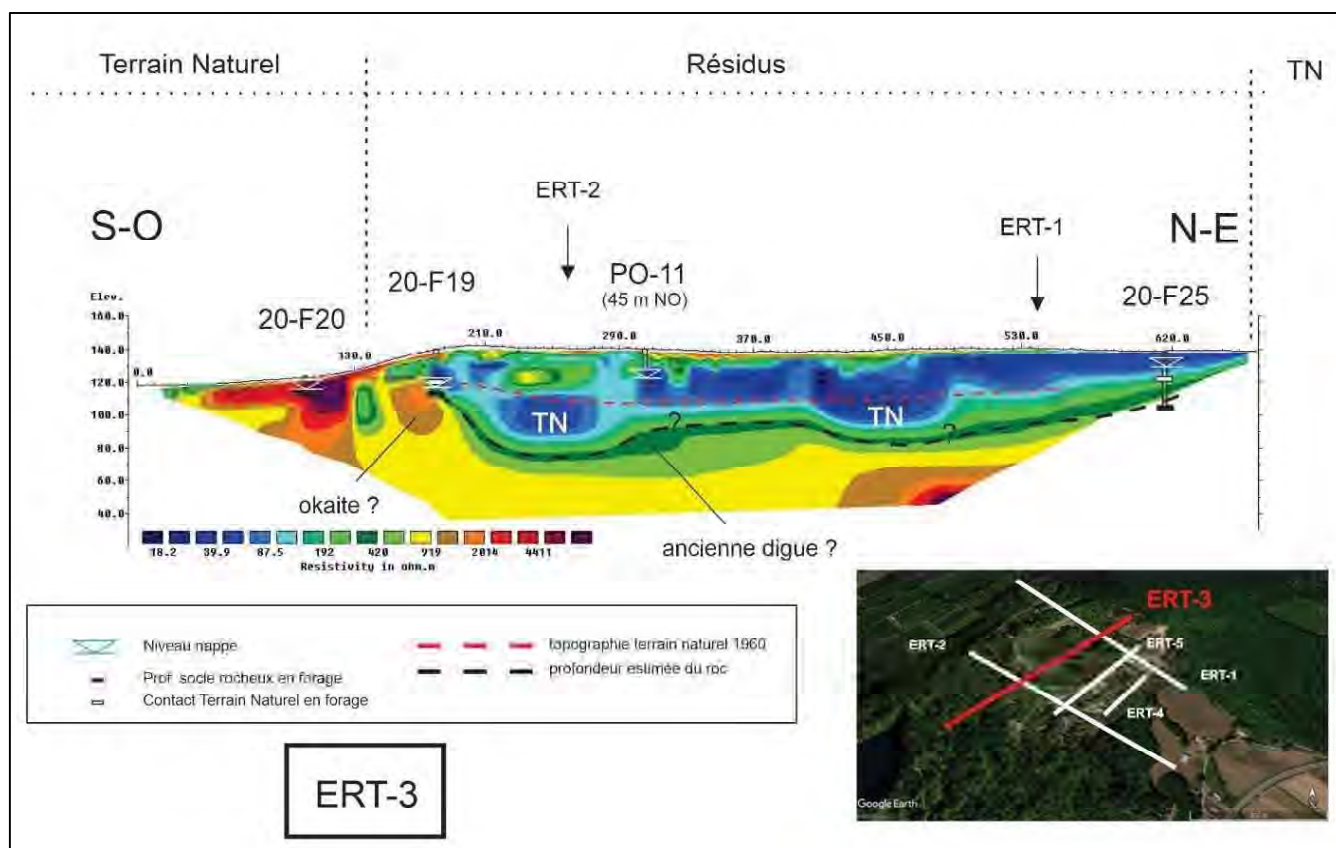 Terrain Naturel
Résidus
TN
ERT-2
ERT-1
S-O
N-E
20-F19
PO-11
(45 m NO)
20-F25
20-F20
Elev.
160.0
140.0
120.0
100.0
80.0
60.0
40.0
0.0
130.0
210.0
290.0
370.0
450.0
530.0
620.0
TN
?
TN
?
okaite ?
ancienne digue ?
18.2 39.9 87.5 192 420 919 2014 4411
Resistivity in ohm.m
Niveau nappe
Prof socle rocheux en forage
Contact Terrain Naturel en forage
topographie terrain naturel 1960
profondeur estimée du roc
ERT-3
ERT-3
ERT-2
ERT-5
ERT-1
ERT-4
Google Earth